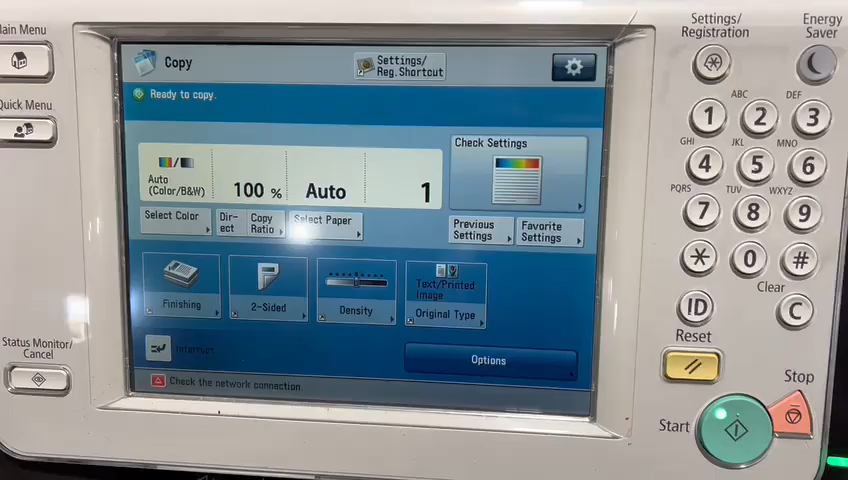 Main Menu
Quick Menu
Status Monitor/
Cancel
Copy
Settings/
Reg.Shortcut
Ready to copy.
Auto
(Color/B&W)
100 %
Auto
1
Check Settings
Select Color
Dir-
ect
Copy
Ratio
Select Paper
Previous
Settings
Favorite
Settings
Finishing
2-Sided
Density
Text/Printed
Image
Original Type
Interrupt
Options
Check the network connection.
Settings/
Registration
Energy
Saver
ABC
DEF
1
2
3
GHI
JKL
MNO
4
5
6
PQRS
TUV
WXYZ
7
8
9
*
0
#
Clear
ID
C
Reset
Stop
Start